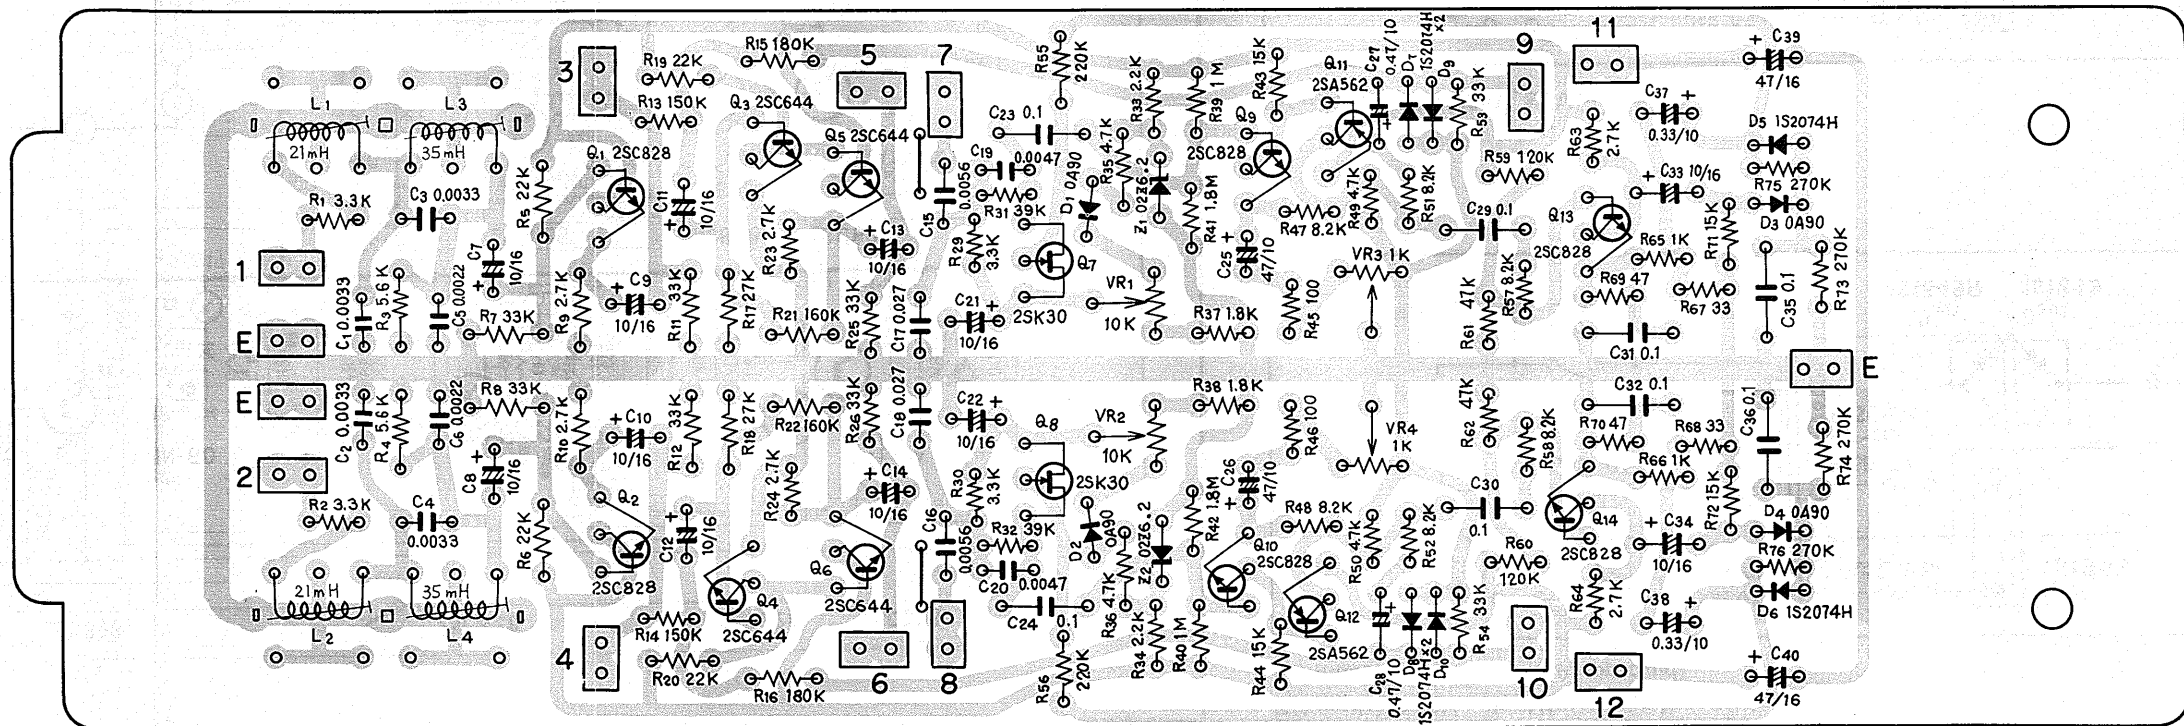 R15 180K
R19 22K
3
5
7
R55 220K
R33 2.2K
R39 1M
R43 15K
Q11
2SA562
C27
0.47/10
D7
1S2074H
×2
D9
9
11
+ C39
47/16
L1
L3
21mH
35mH
R13 150K
Q3 2SC644
Q5 2SC644
C23 0.1
C19
0.0047
R35 4.7K
Q9
2SC828
R53 33K
R63 2.7K
C37 +
0.33/10
D5 1S2074H
R1 3.3K
C3 0.0033
R5 22K
Q1 2SC828
C11
10/16
+
C15
0.0056
R31 39K
D1 0A90
Z1 02Z6.2
R41 1.8M
R47 8.2K
R49 4.7K
R51 8.2K
R59 120K
C29 0.1
C33 10/16
+
R75 270K
D3 0A90
1
C7
10/16
+
R23 2.7K
C13
+
10/16
R29
3.3K
Q7
2SK30
C25
47/10
+
VR3 1K
Q13
2SC828
R65 1K
R71 15K
R69 47
R67 33
C35 0.1
R73 270K
E
C1 0.0033
R3 5.6K
C5 0.0022
R7 33K
R9 2.7K
+ C9
10/16
R11 33K
R17 27K
R21 160K
R25 33K
C17 0.027
C21
+
10/16
VR1
10K
R37 1.8K
R45 100
R61 47K
R57 8.2K
C31 0.1
E
E
C2 0.0033
R4 5.6K
C6 0.0022
R8 33K
R10 2.7K
+ C10
10/16
R12 33K
R18 27K
R22 160K
R26 33K
C18 0.027
C22
+
10/16
Q8
2SK30
VR2
10K
R38 1.8K
R46 100
VR4
1K
R62 47K
R58 8.2K
C32 0.1
R70 47
R68 33
C36 0.1
R74 270K
2
C8
10/16
+
R24 2.7K
C14
+
10/16
R30
3.3K
C26
47/10
+
R66 1K
R72 15K
R2 3.3K
C4
0.0033
R6 22K
Q2
2SC828
C12
10/16
+
C16
0.0056
R32 39K
D2
0A90
Z2 02Z6.2
R42 1.8M
R48 8.2K
R50 4.7K
R52 8.2K
C30
0.1
Q14
2SC828
+ C34
10/16
D4 0A90
R76 270K
21mH
35mH
L2
L4
Q4
2SC644
Q6
2SC644
C20
0.0047
C24
0.1
R36 4.7K
Q10
2SC828
Q12
2SA562
R60
120K
R64
2.7K
C38
+
0.33/10
D6 1S2074H
R14 150K
R20 22K
R16 180K
4
6
8
R56
220K
R34 2.2K
R40 1M
R44 15K
C28
0.47/10
+
D8
1S2074H×2
D10
R54 33K
10
12
+ C40
47/16